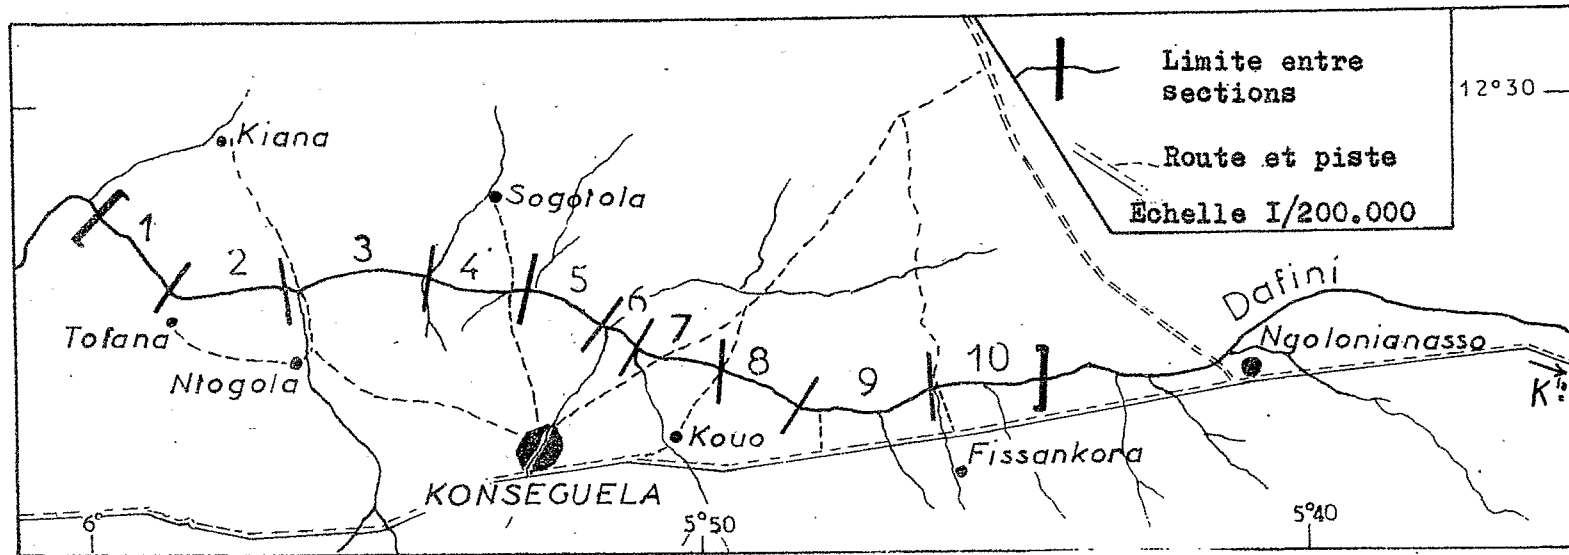 Limite entre
sections
12°30
Route et piste
Echelle I/200.000
Kiana
Sogotola
1
2
3
4
5
6
7
8
9
10
Dafini
Tofana
Ntogola
Ngolonianasso
Kouo
Fissankora
KONSEGUELA
6°
5°50
5°40